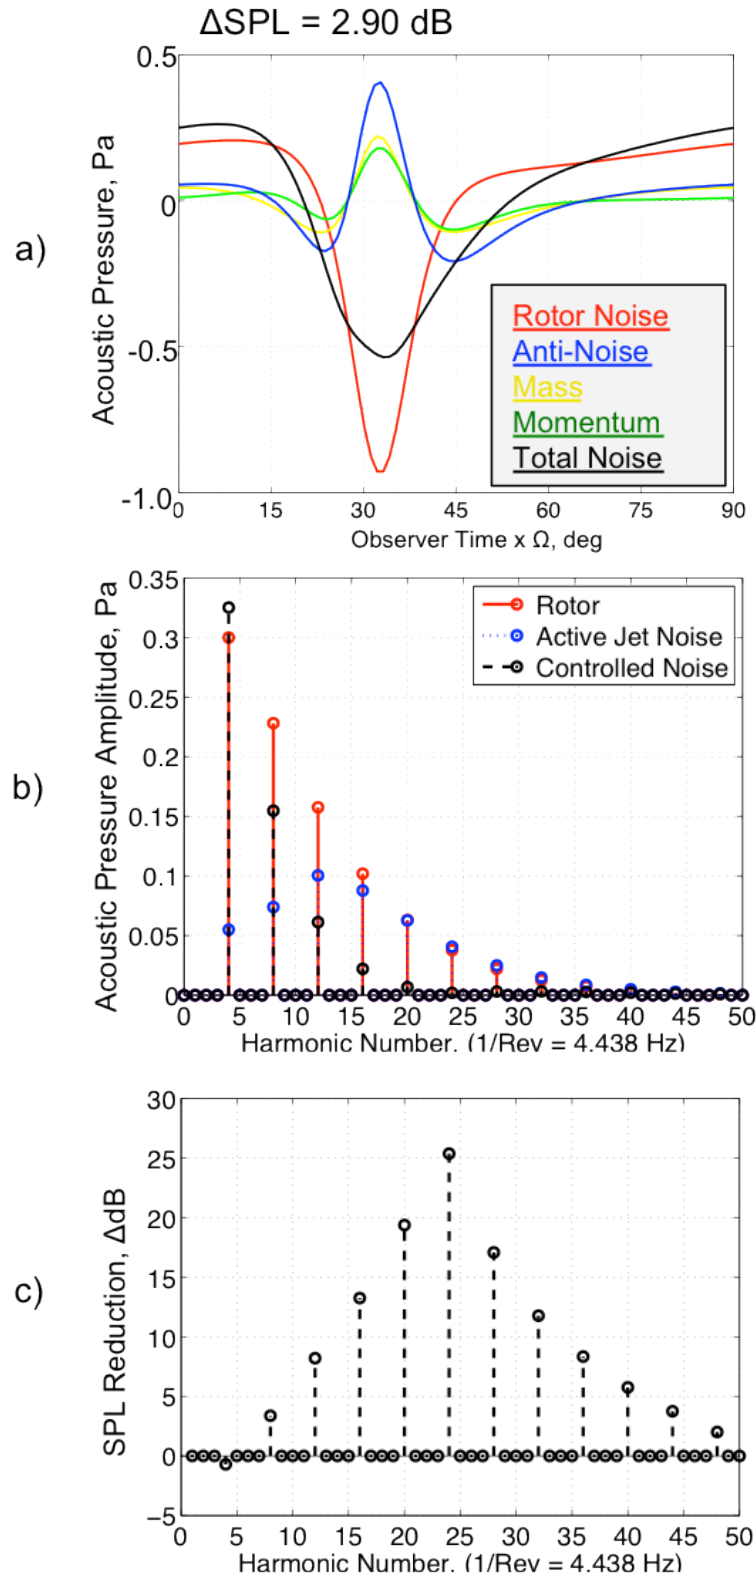 ΔSPL = 2.90 dB
a)
Acoustic Pressure, Pa
0.5
0
-0.5
-1.0
0 15 30 45 60 75 90
Observer Time x Ω, deg
Rotor Noise
Anti-Noise
Mass
Momentum
Total Noise
b)
Acoustic Pressure Amplitude, Pa
0.35
0.3
0.25
0.2
0.15
0.1
0.05
0
0 5 10 15 20 25 30 35 40 45 50
Harmonic Number. (1/Rev = 4.438 Hz)
Rotor
Active Jet Noise
Controlled Noise
c)
SPL Reduction, ΔdB
30
25
20
15
10
5
0
−5
0 5 10 15 20 25 30 35 40 45 50
Harmonic Number. (1/Rev = 4.438 Hz)